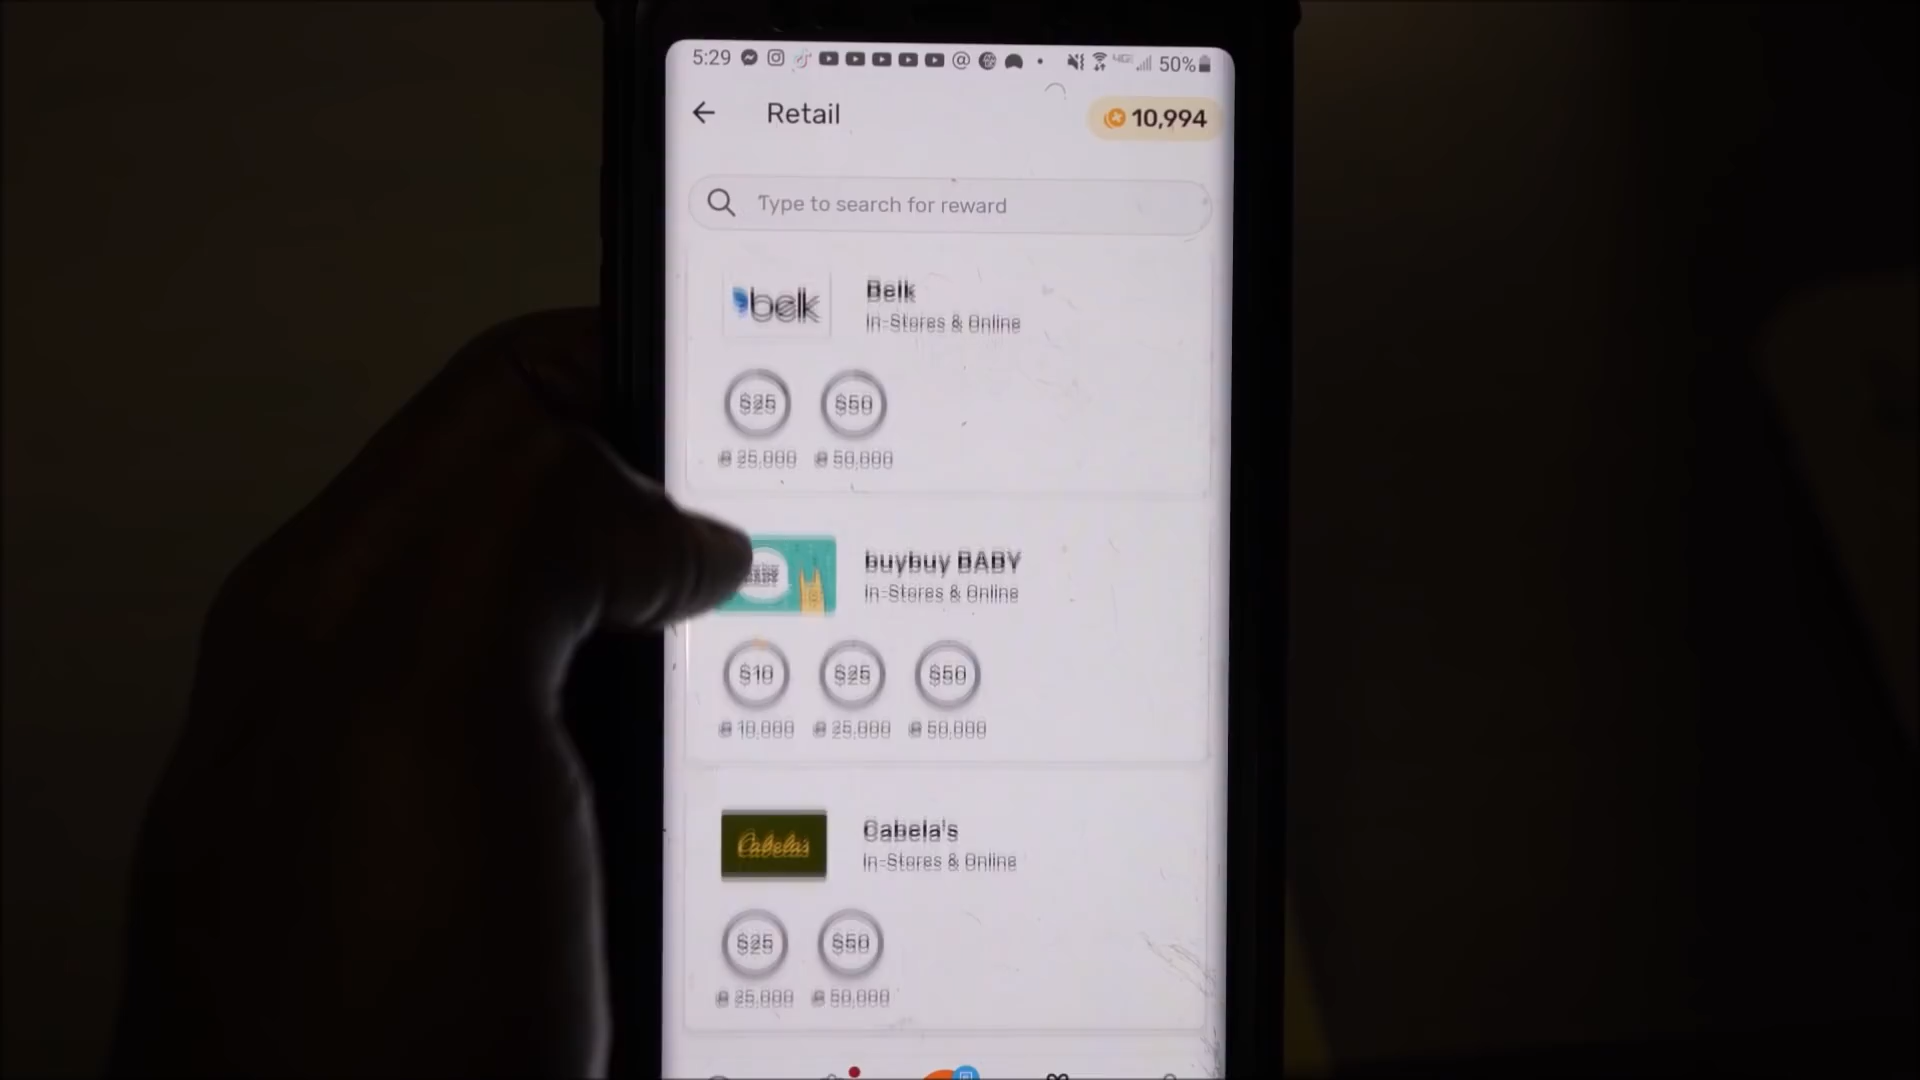 5:29 50%
Retail 10,994
Type to search for reward
belk Belk
In-Stores & Online
$25 $50
25,000 50,000
buybuy BABY
In-Stores & Online
$10 $25 $50
10,000 25,000 50,000
Cabela's Cabela's
In-Stores & Online
$25 $50
25,000 50,000